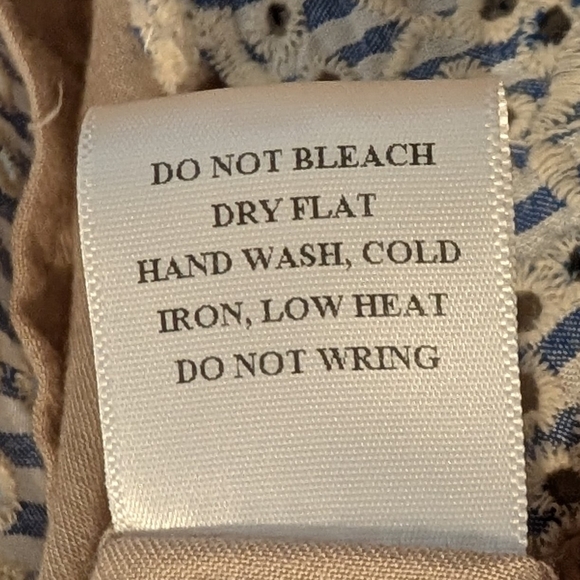 DO NOT BLEACH
DRY FLAT
HAND WASH, COLD
IRON, LOW HEAT
DO NOT WRING